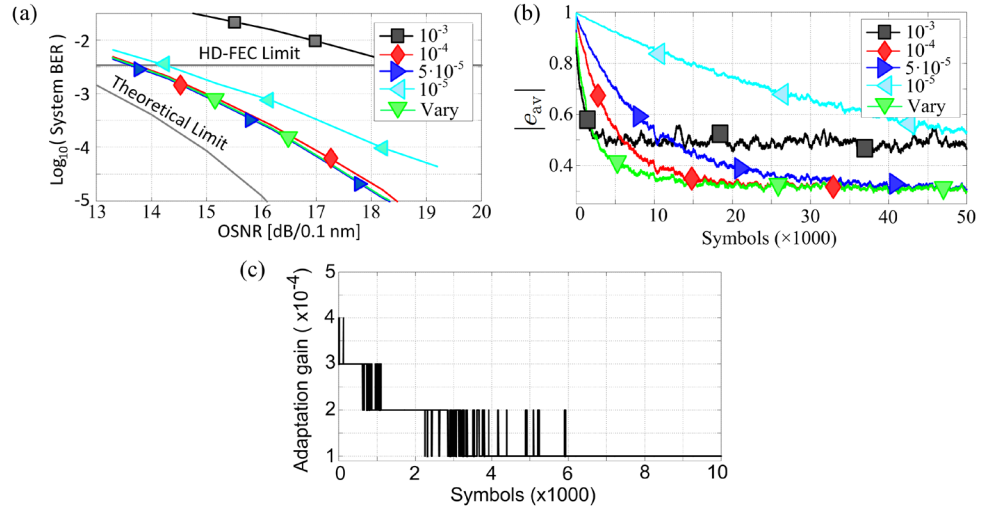 (a)
Log₁₀( System BER)
-2
-3
-4
-5
HD-FEC Limit
Theoretical Limit
10⁻³
10⁻⁴
5·10⁻⁵
10⁻⁵
Vary
13 14 15 16 17 18 19 20
OSNR [dB/0.1 nm]
(b)
|eₐᵥ|
1
0.8
0.6
0.4
10⁻³
10⁻⁴
5·10⁻⁵
10⁻⁵
Vary
0 10 20 30 40 50
Symbols (×1000)
(c)
Adaptation gain ( x10⁻⁴)
5
4
3
2
1
0 2 4 6 8 10
Symbols (x1000)